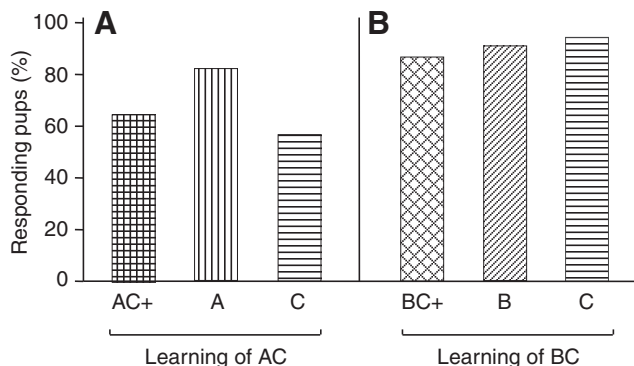 A
B
Responding pups (%)
100
80
60
40
20
0
AC+ A C BC+ B C
Learning of AC Learning of BC